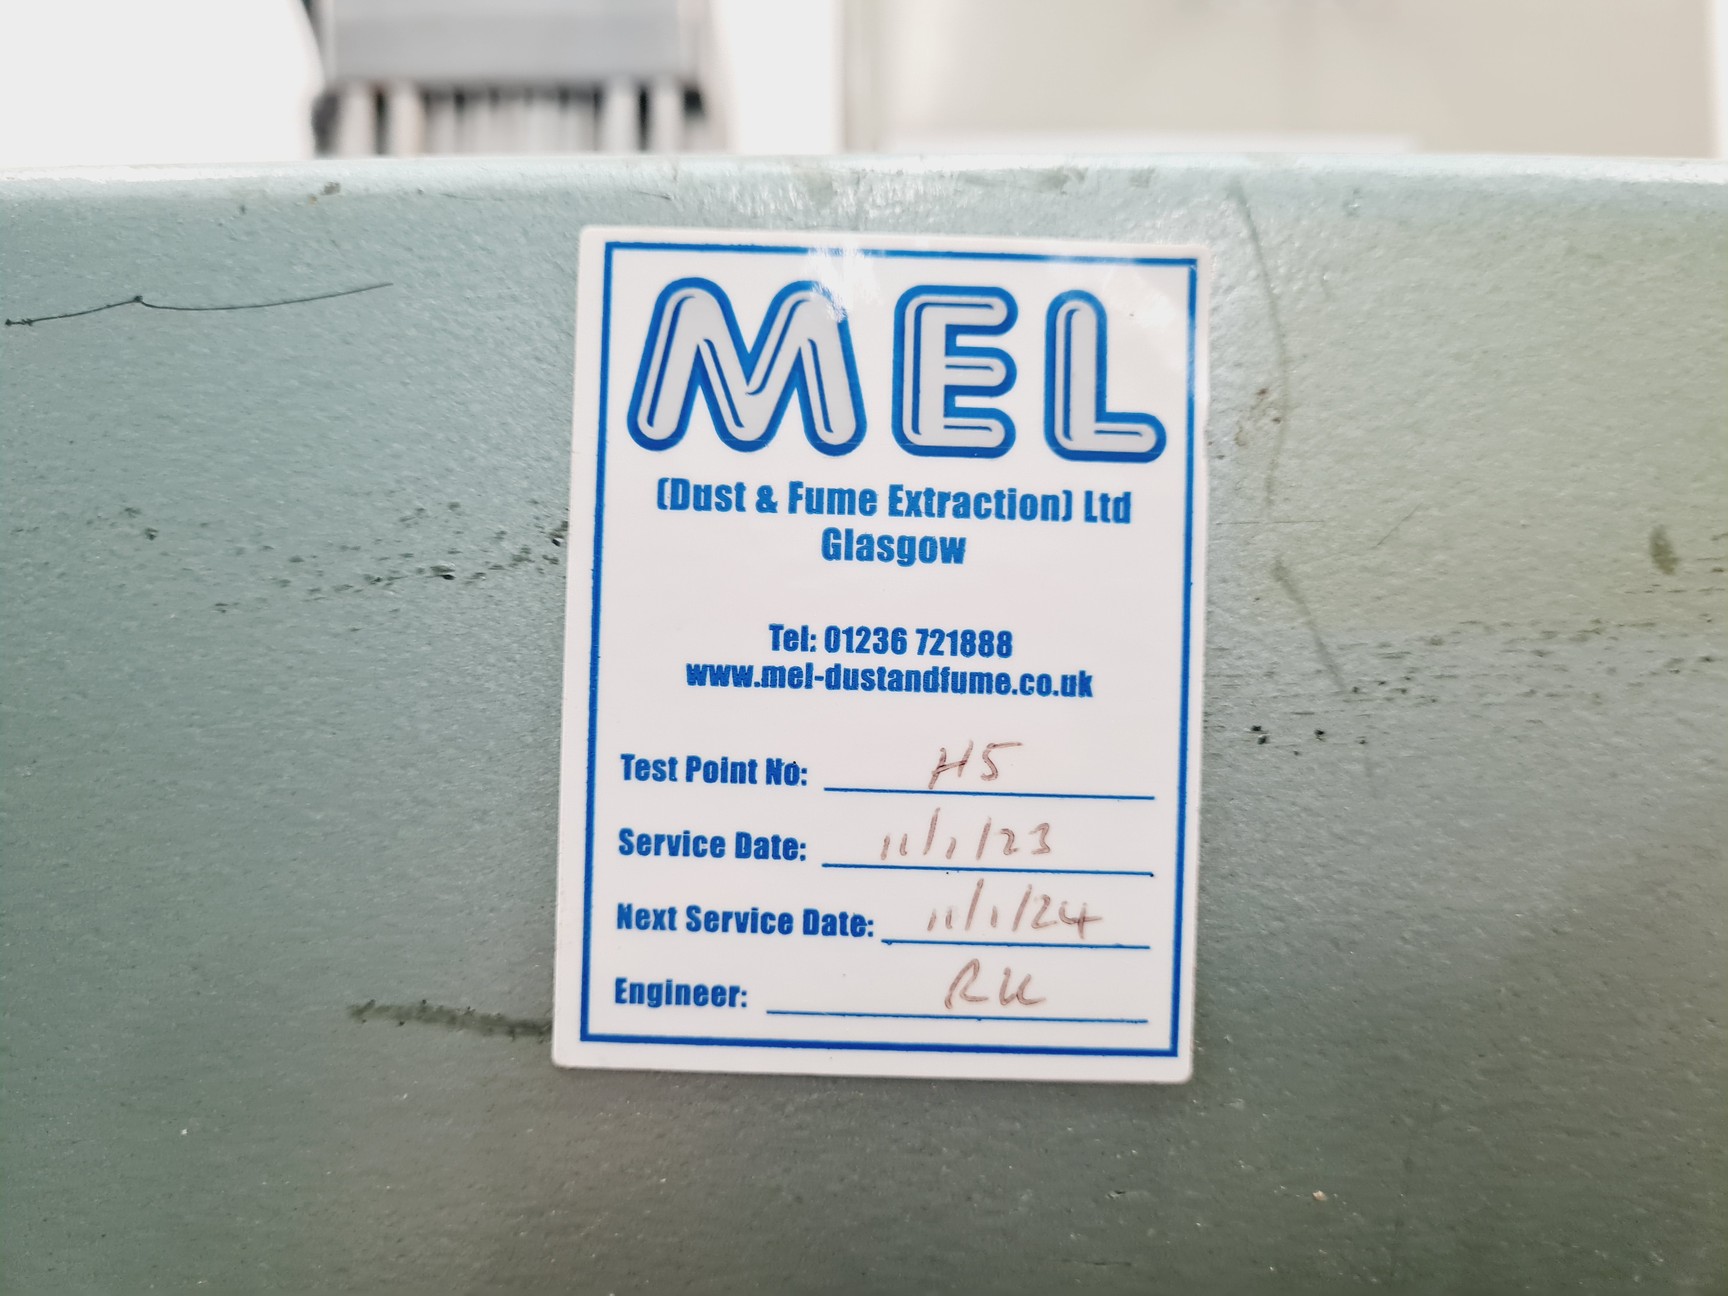 MEL
(Dust & Fume Extraction) Ltd
Glasgow
Tel: 01236 721888
www.mel-dustandfume.co.uk
Test Point No: H5
Service Date: 11/1/23
Next Service Date: 11/1/24
Engineer: RK